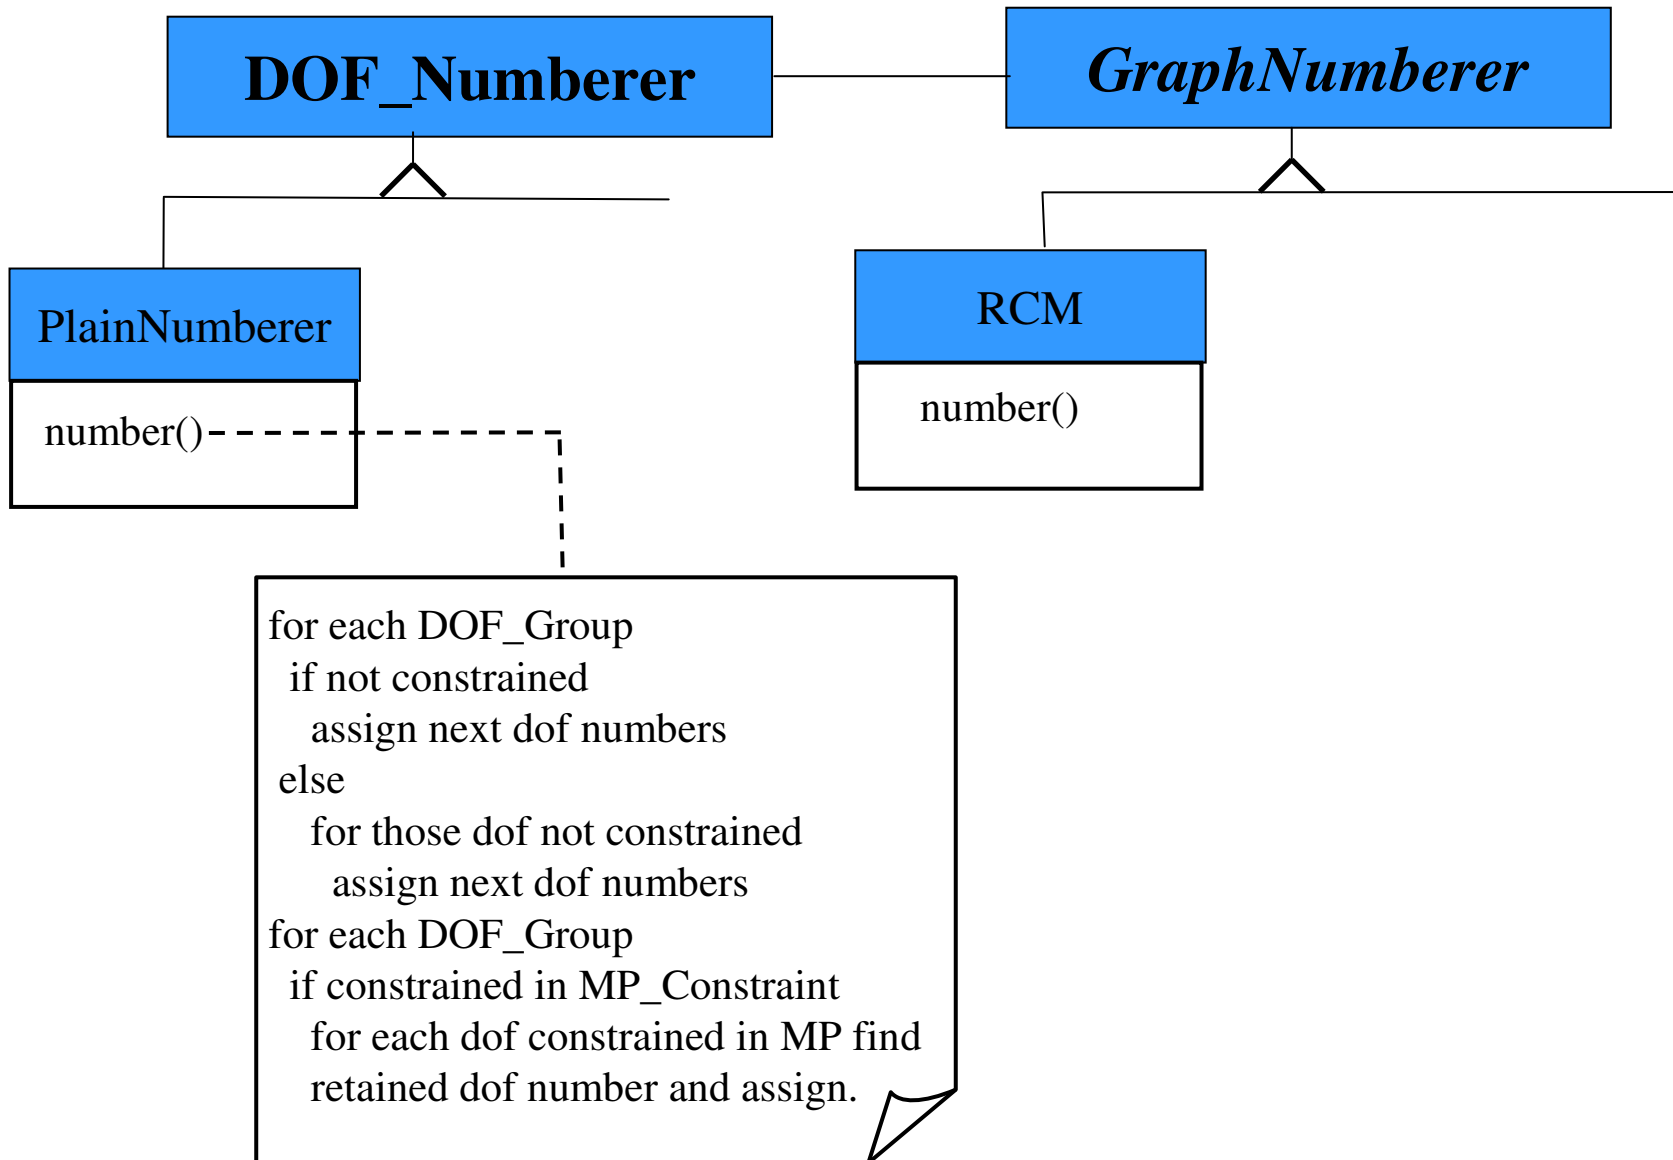 DOF_Numberer
GraphNumberer
PlainNumberer
number()
RCM
number()
for each DOF_Group
if not constrained
assign next dof numbers
else
for those dof not constrained
assign next dof numbers
for each DOF_Group
if constrained in MP_Constraint
for each dof constrained in MP find
retained dof number and assign.